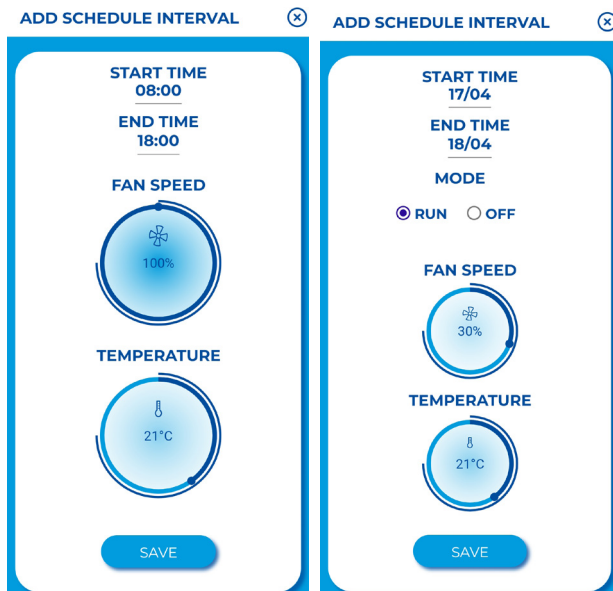 ADD SCHEDULE INTERVAL
START TIME
08:00
END TIME
18:00
FAN SPEED
100%
TEMPERATURE
21°C
SAVE
ADD SCHEDULE INTERVAL
START TIME
17/04
END TIME
18/04
MODE
RUN OFF
FAN SPEED
30%
TEMPERATURE
21°C
SAVE